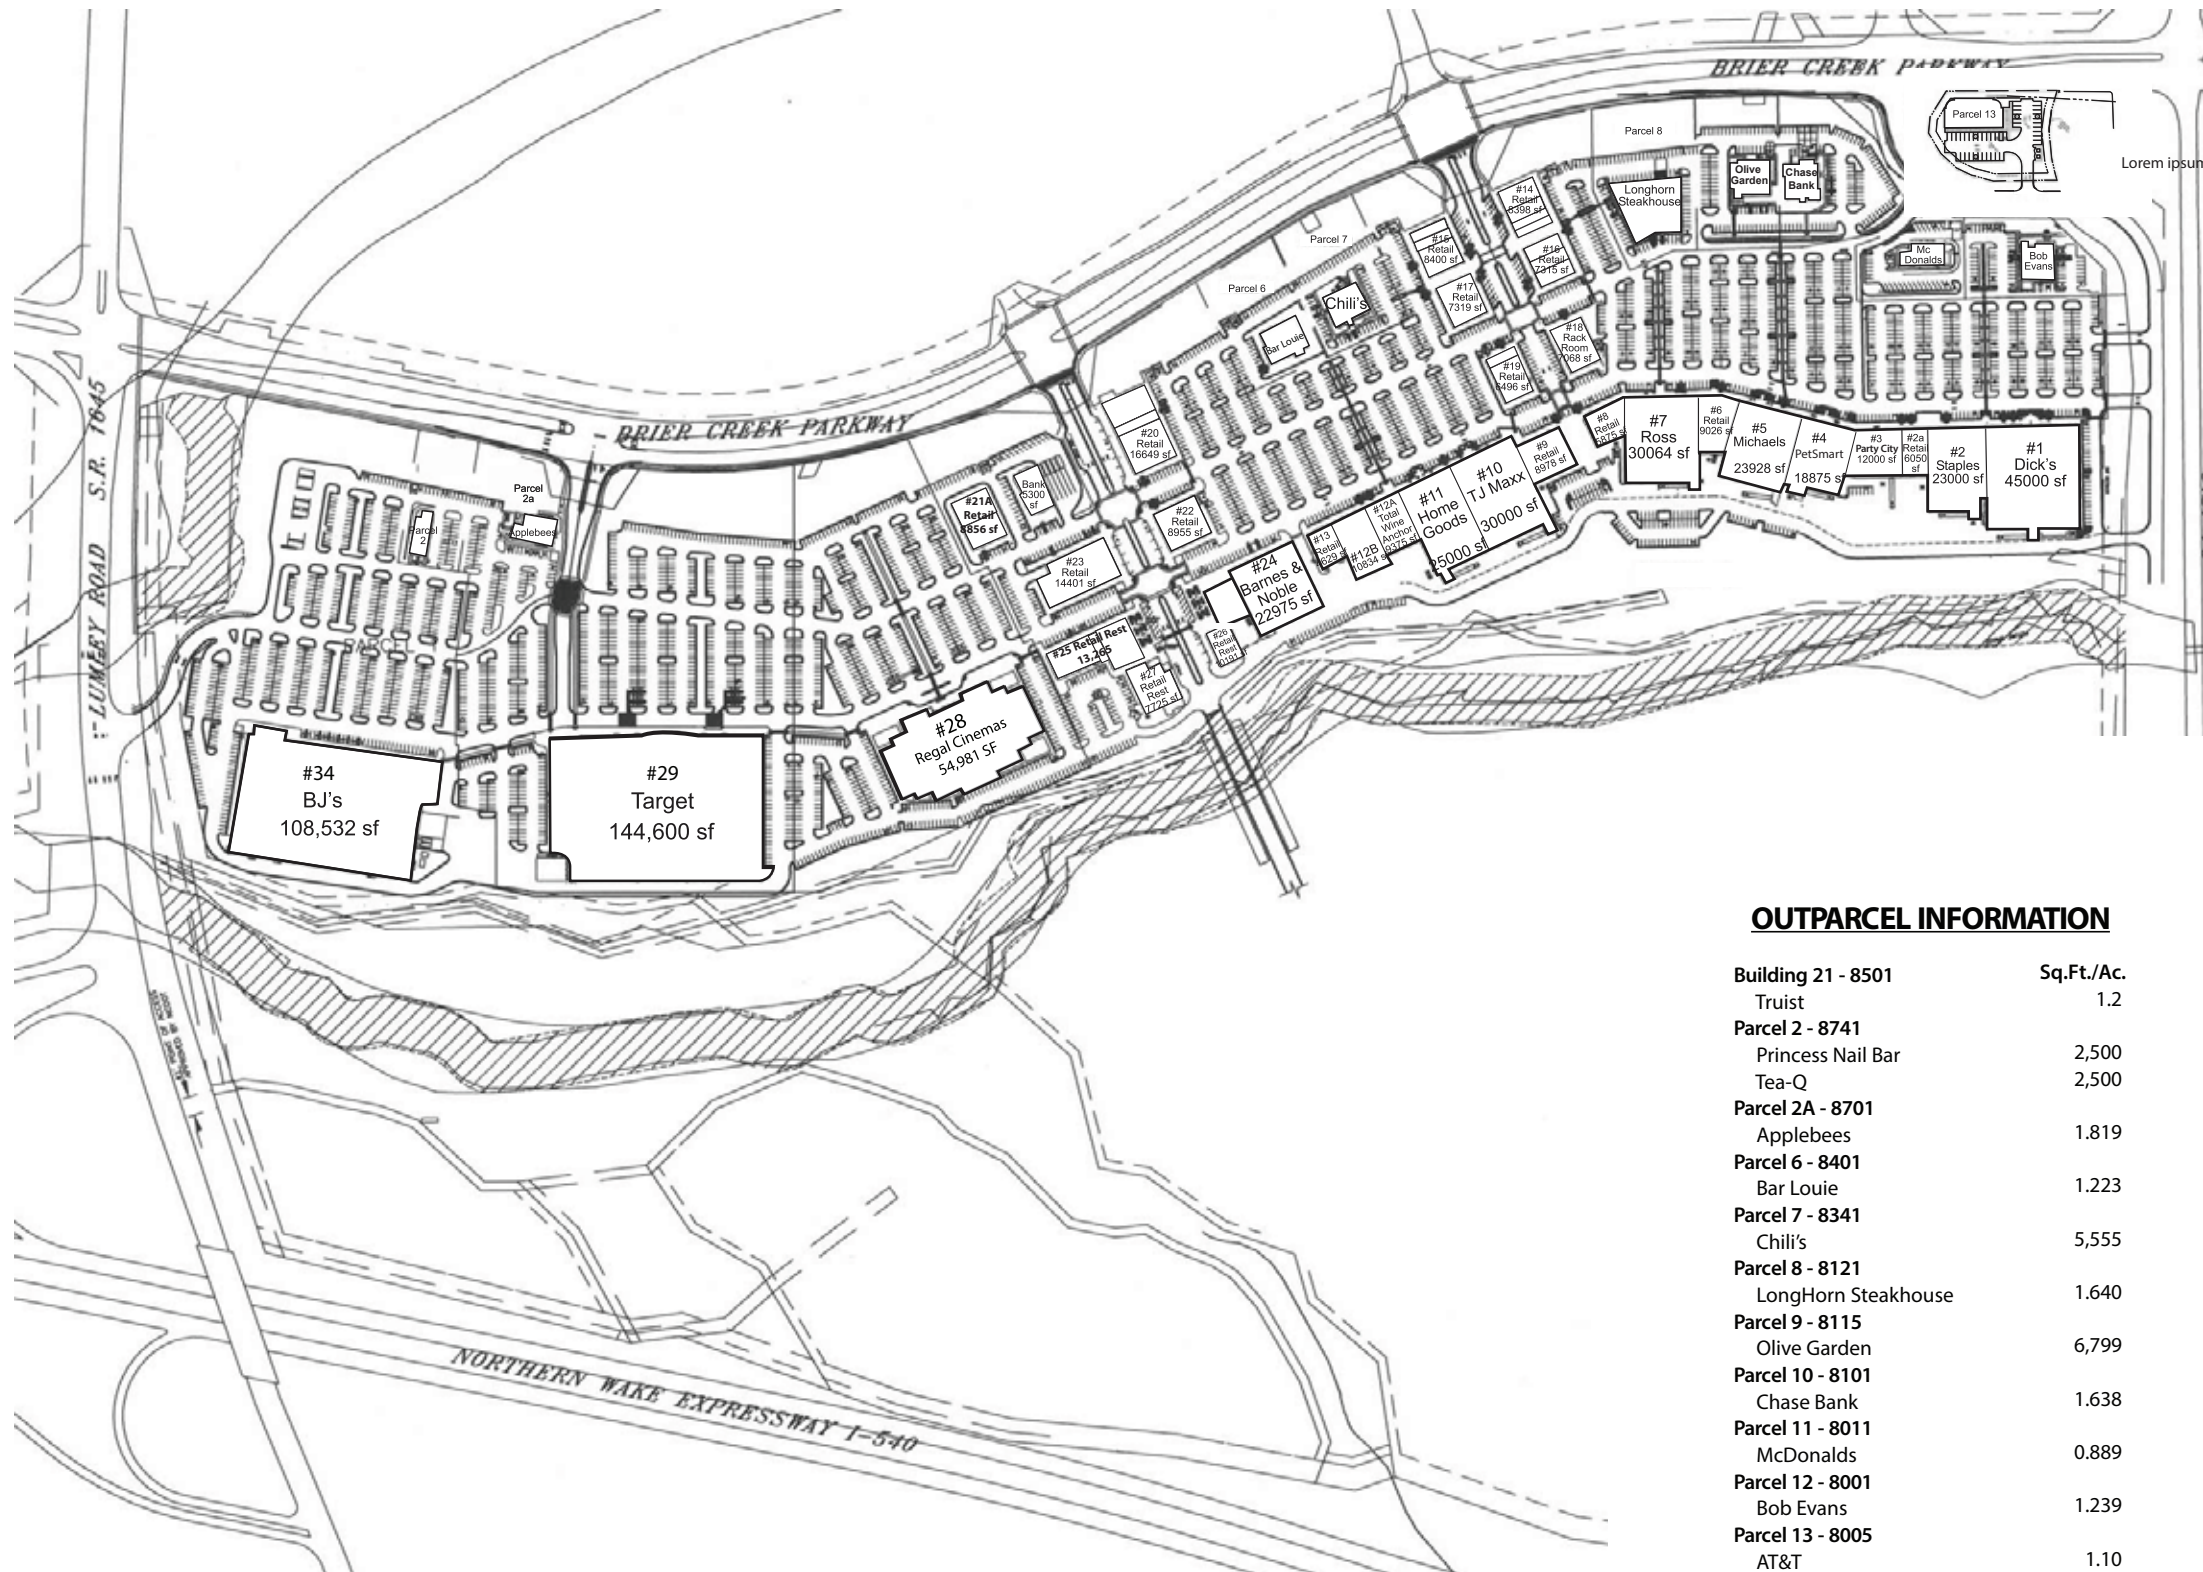 BRIER CREEK PARKWAY
Parcel 13
Lorem ipsum
Parcel 8
Olive
Garden
Chase
Bank
Longhorn
Steakhouse
#14
Retail
8398 sf
#15
Retail
8400 sf
#16
Retail
7315 sf
#17
Retail
7319 sf
#18
Rack
Room
7068 sf
#19
Retail
6496 sf
Mc
Donalds
Bob
Evans
Parcel 7
Parcel 6
Chili's
Bar Louie
LUMLEY ROAD S.R. 1645
BRIER CREEK PARKWAY
#20
Retail
16649 sf
#8
Retail
5875 sf
#7
Ross
30064 sf
#6
Retail
9026 sf
#5
Michaels
23928 sf
#4
PetSmart
18875 sf
#3
Party City
12000 sf
#2a
Retail
6050
sf
#2
Staples
23000 sf
#1
Dick's
45000 sf
#9
Retail
8978 sf
#10
TJ Maxx
30000 sf
#11
Home
Goods
25000 sf
#12A
Total
Wine
Anchor
9375 sf
#12B
10834 s
#13
Retail
#21A
Retail
8856 sf
Bank
5300
sf
#22
Retail
8955 sf
#23
Retail
14401 sf
#24
Barnes &
Noble
22975 sf
Parcel
2a
Applebees
Parcel
2
#25 Retail Rest
13,265
#26
Retail
Rest
#27
Retail
Rest
7725 sf
#28
Regal Cinemas
54,981 SF
#34
BJ's
108,532 sf
#29
Target
144,600 sf
NORTHERN WAKE EXPRESSWAY I-540
OUTPARCEL INFORMATION
Building 21 - 8501 Sq.Ft./Ac.
Truist 1.2
Parcel 2 - 8741
Princess Nail Bar 2,500
Tea-Q 2,500
Parcel 2A - 8701
Applebees 1.819
Parcel 6 - 8401
Bar Louie 1.223
Parcel 7 - 8341
Chili's 5,555
Parcel 8 - 8121
LongHorn Steakhouse 1.640
Parcel 9 - 8115
Olive Garden 6,799
Parcel 10 - 8101
Chase Bank 1.638
Parcel 11 - 8011
McDonalds 0.889
Parcel 12 - 8001
Bob Evans 1.239
Parcel 13 - 8005
AT&T 1.10